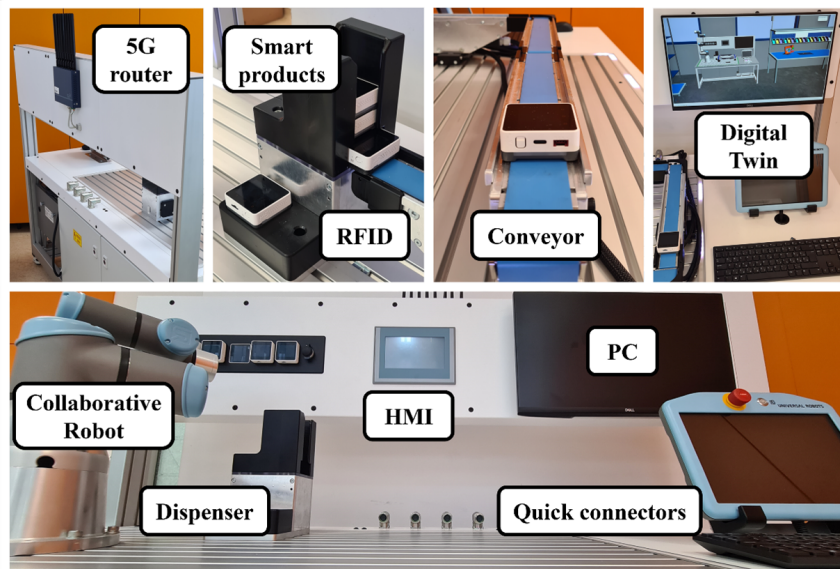 5G
router
Smart
products
RFID
Conveyor
Digital
Twin
Collaborative
Robot
Dispenser
HMI
PC
DELL
UNIVERSAL ROBOTS
Quick connectors